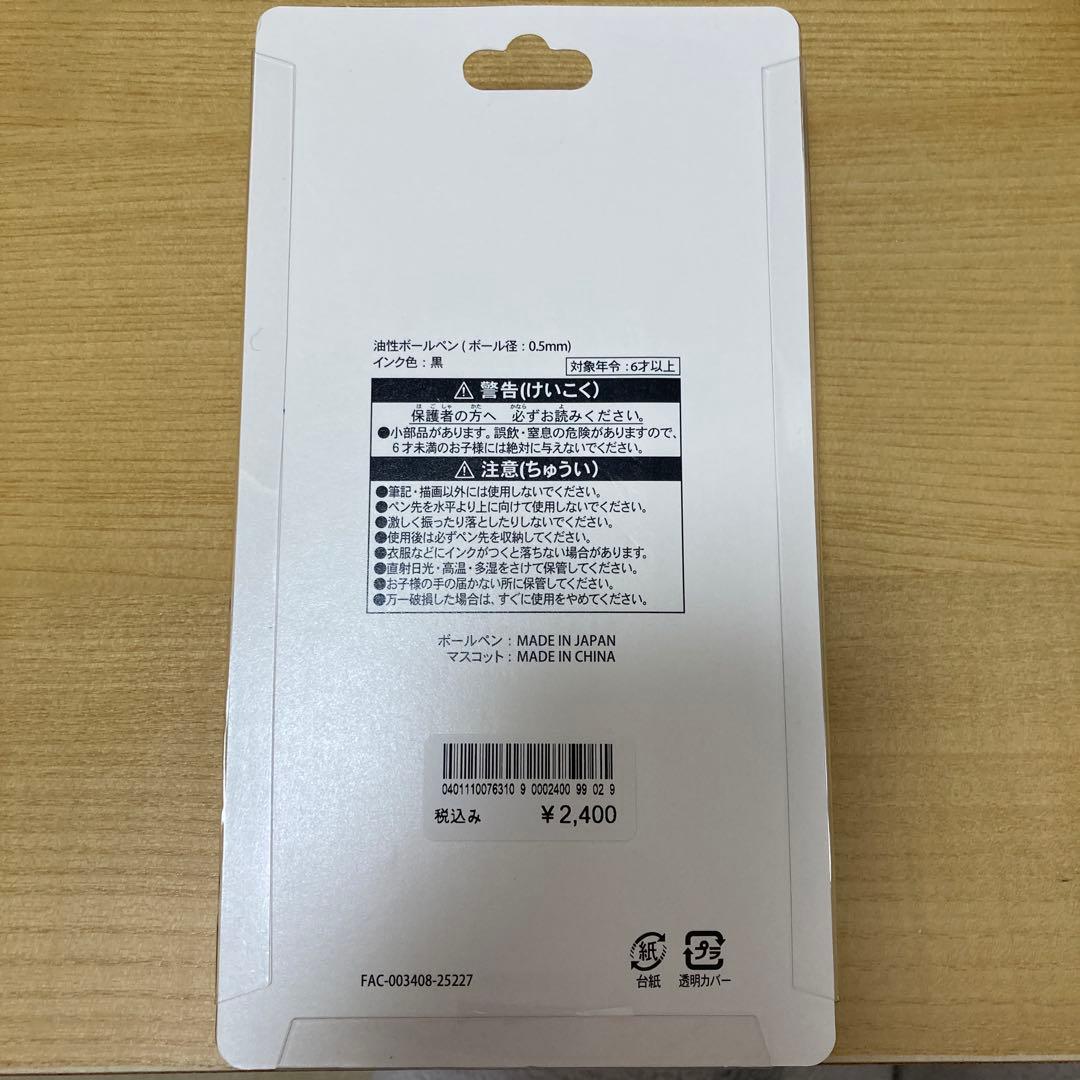 油性ボールペン ( ボール径 : 0.5mm)
インク色 : 黒
対象年令 : 6才以上
⚠ 警告(けいこく)
保護者の方へ 必ずお読みください。
●小部品があります。誤飲・窒息の危険がありますので、
6才未満のお子様には絶対に与えないでください。
⚠ 注意(ちゅうい)
●筆記・描画以外には使用しないでください。
●ペン先を水平より上に向けて使用しないでください。
●激しく振ったり落としたりしないでください。
●使用後は必ずペン先を収納してください。
●衣服などにインクがつくと落ちない場合があります。
●直射日光・高温・多湿をさけて保管してください。
●お子様の手の届かない所に保管してください。
●万一破損した場合は、すぐに使用をやめてください。
ボールペン : MADE IN JAPAN
マスコット : MADE IN CHINA
0401110076310 9 0002400 99 02 9
税込み ¥2,400
紙 プラ
台紙 透明カバー
FAC-003408-25227